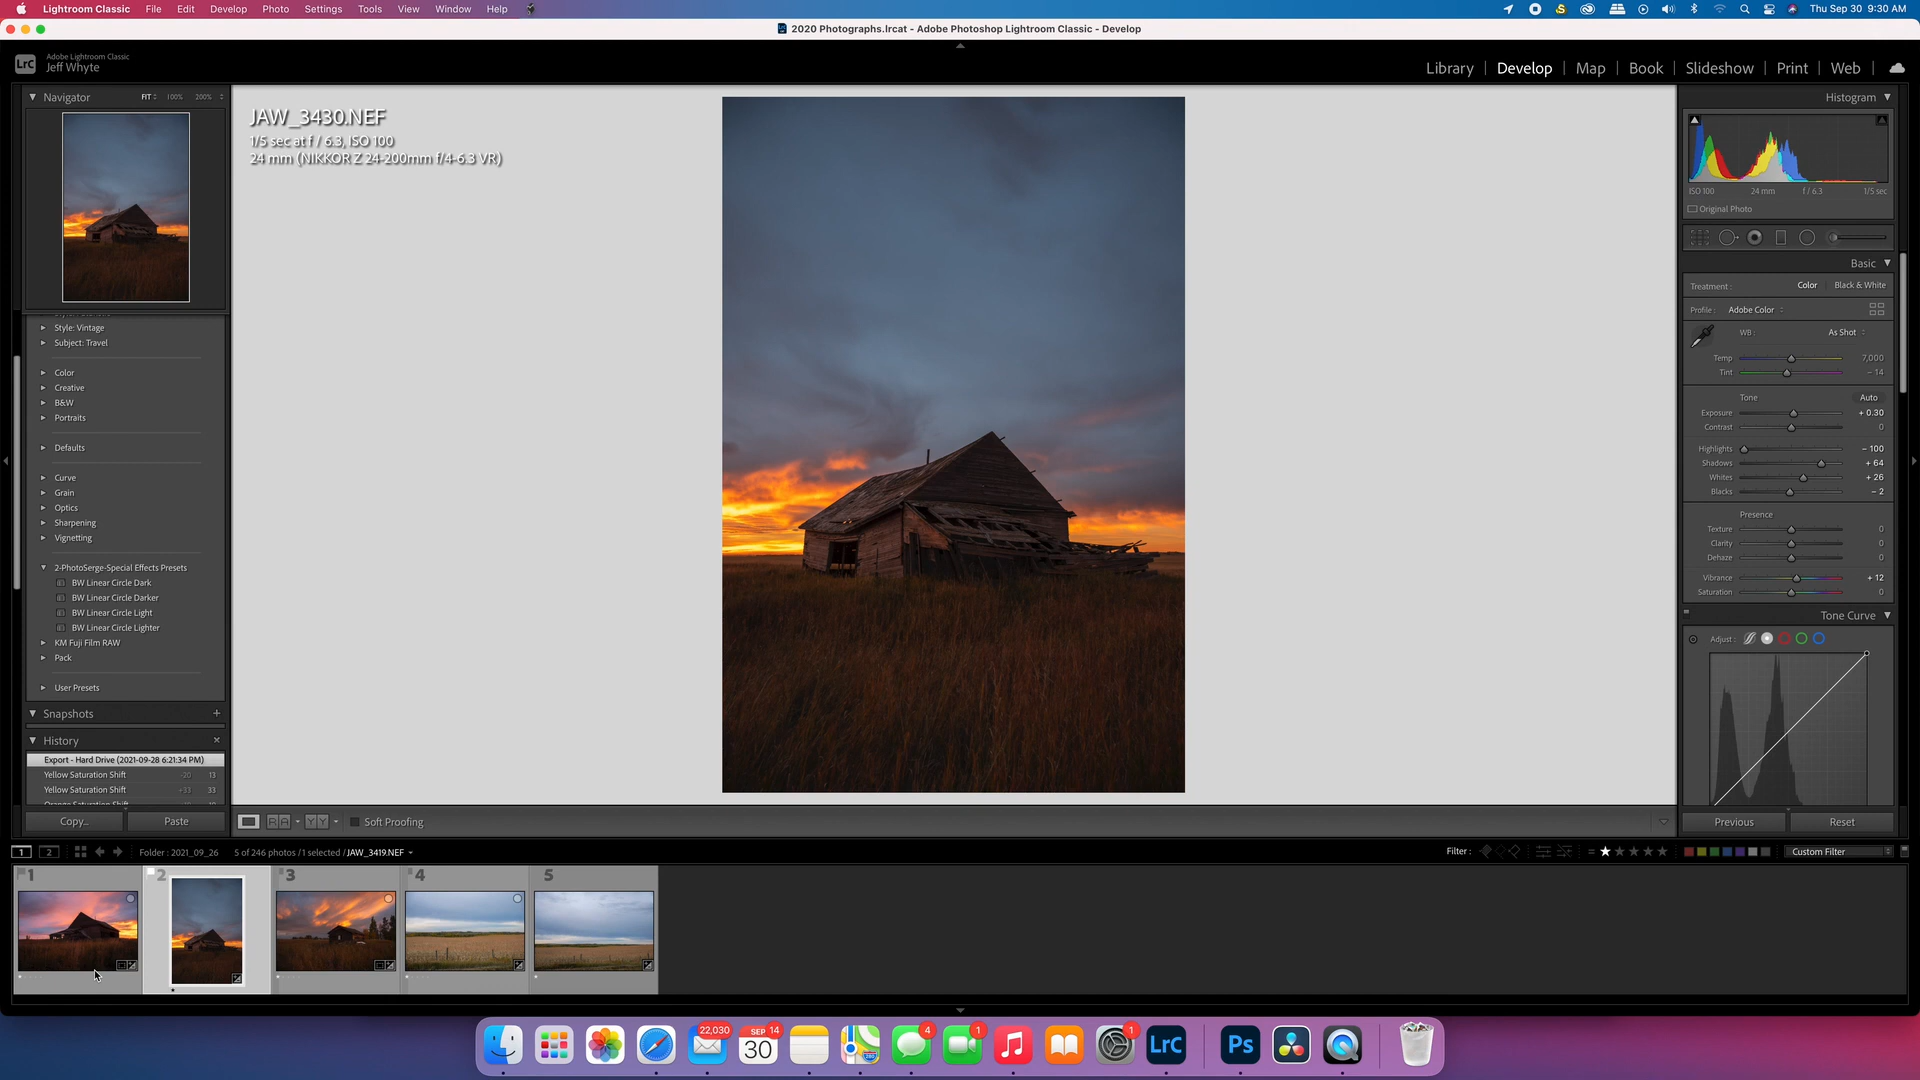 Lightroom Classic File Edit Develop Photo Settings Tools View Window Help Thu Sep 30 9:30 AM
2020 Photographs.lrcat - Adobe Photoshop Lightroom Classic - Develop
LrC Adobe Lightroom Classic
Jeff Whyte
Library | Develop | Map | Book | Slideshow | Print | Web
Navigator FIT 100% 200%
Style: Vintage
Subject: Travel
Color
Creative
B&W
Portraits
Defaults
Curve
Grain
Optics
Sharpening
Vignetting
2-PhotoSerge-Special Effects Presets
BW Linear Circle Dark
BW Linear Circle Darker
BW Linear Circle Light
BW Linear Circle Lighter
KM Fuji Film RAW
Pack
User Presets
Snapshots +
History ×
Export - Hard Drive (2021-09-28 6:21:34 PM)
Yellow Saturation Shift -20 13
Yellow Saturation Shift +33 33
Copy... Paste
JAW_3430.NEF
1/5 sec at f / 6.3, ISO 100
24 mm (NIKKOR Z 24-200mm f/4-6.3 VR)
Soft Proofing
Histogram
ISO 100 24 mm f / 6.3 1/5 sec
Original Photo
Basic
Treatment : Color Black & White
Profile : Adobe Color
WB : As Shot
Temp 7,000
Tint - 14
Tone Auto
Exposure + 0.30
Contrast 0
Highlights - 100
Shadows + 64
Whites + 26
Blacks - 2
Presence
Texture 0
Clarity 0
Dehaze 0
Vibrance + 12
Saturation 0
Tone Curve
Adjust :
Previous Reset
1 2 Folder : 2021_09_26 5 of 246 photos / 1 selected / JAW_3419.NEF
Filter : Custom Filter
1 2 3 4 5
22,030 SEP 14 30 4 1 1 LrC Ps